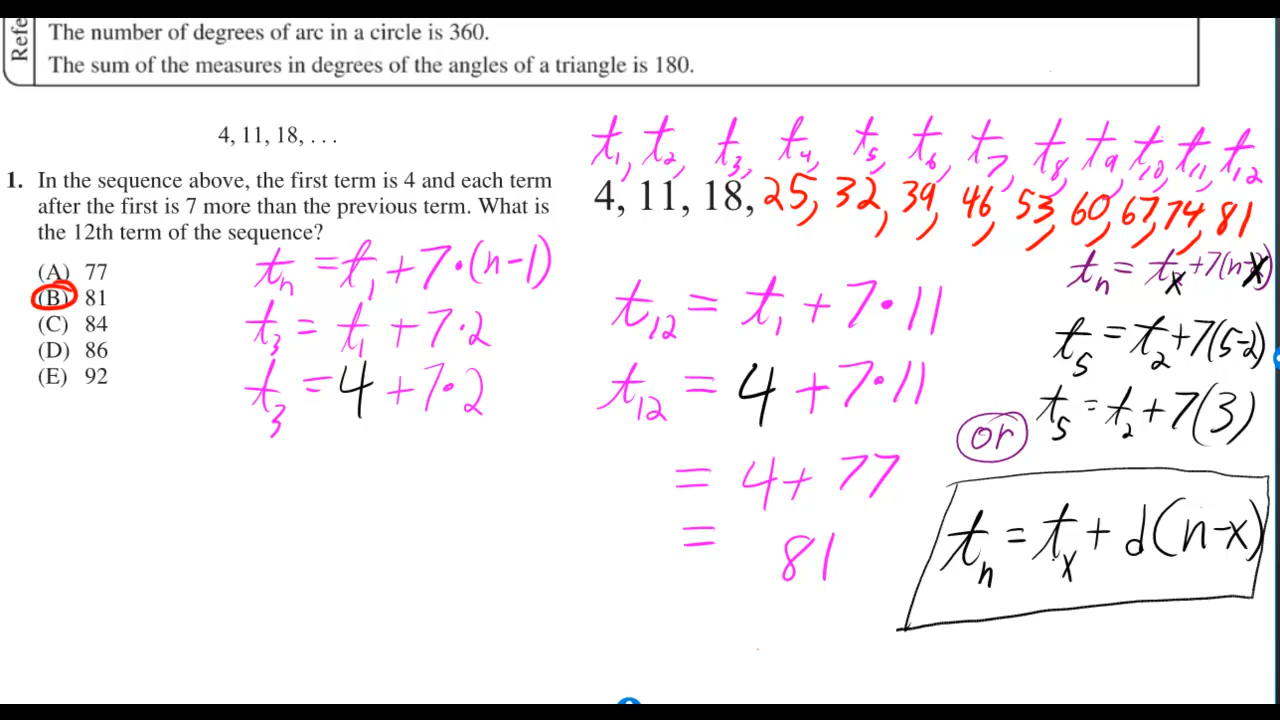 Refe
The number of degrees of arc in a circle is 360.
The sum of the measures in degrees of the angles of a triangle is 180.
4, 11, 18, . . .
1. In the sequence above, the first term is 4 and each term
after the first is 7 more than the previous term. What is
the 12th term of the sequence?
(A) 77
(B) 81
(C) 84
(D) 86
(E) 92
tₙ = t₁ + 7·(n-1)
t₃ = t₁ + 7·2
t₃ = 4 + 7·2
t₁, t₂, t₃, t₄, t₅, t₆, t₇, t₈, t₉, t₁₀, t₁₁, t₁₂
4, 11, 18, 25, 32, 39, 46, 53, 60, 67, 74, 81
t₁₂ = t₁ + 7·11
t₁₂ = 4 + 7·11
= 4 + 77
= 81
tₙ = tₓ + 7(n-x)
t₅ = t₂ + 7(5-2)
t₅ = t₂ + 7(3)
or
tₙ = tₓ + d(n-x)